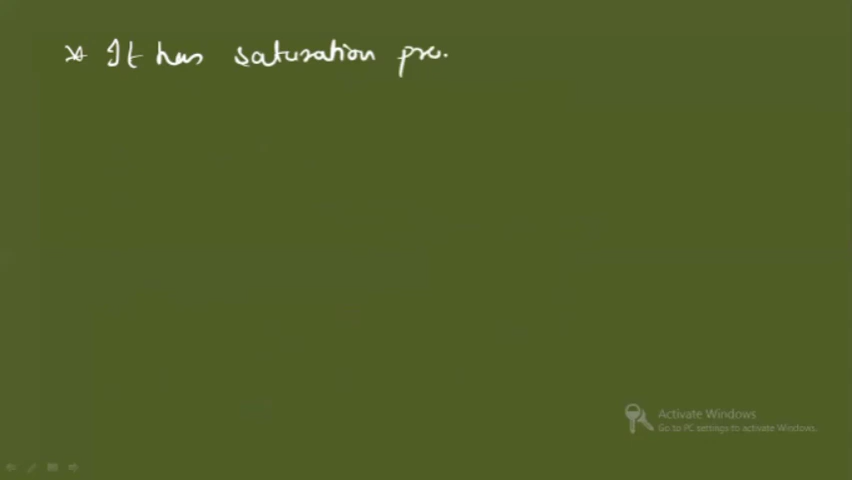 * It has saturation pro.
Activate Windows
Go to PC settings to activate Windows.